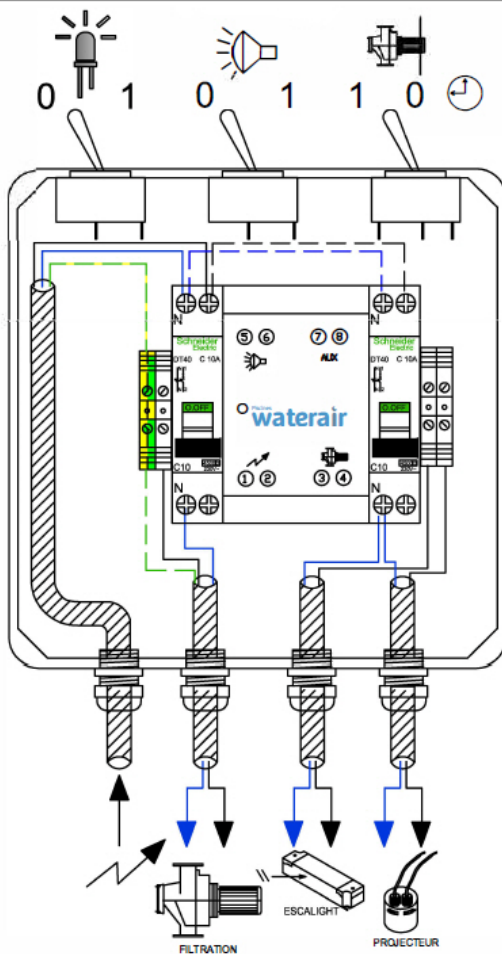 0 1 0 1 1 0
N N
Schneider Electric
Schneider Electric
DT40 C 10A
DT40 C 10A
5 6 7 8
AUX
O.OFF
O.OFF
Piscines
waterair
C10
C10
1 2 3 4
N N
FILTRATION
ESCALIGHT
PROJECTEUR